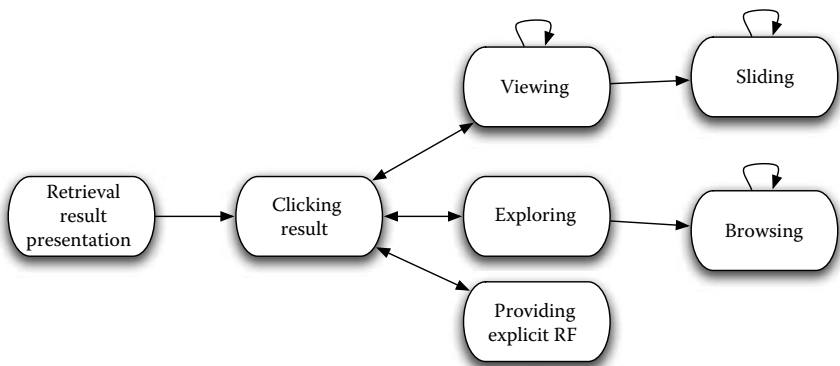 Retrieval
result
presentation
Clicking
result
Viewing
Sliding
Exploring
Browsing
Providing
explicit RF